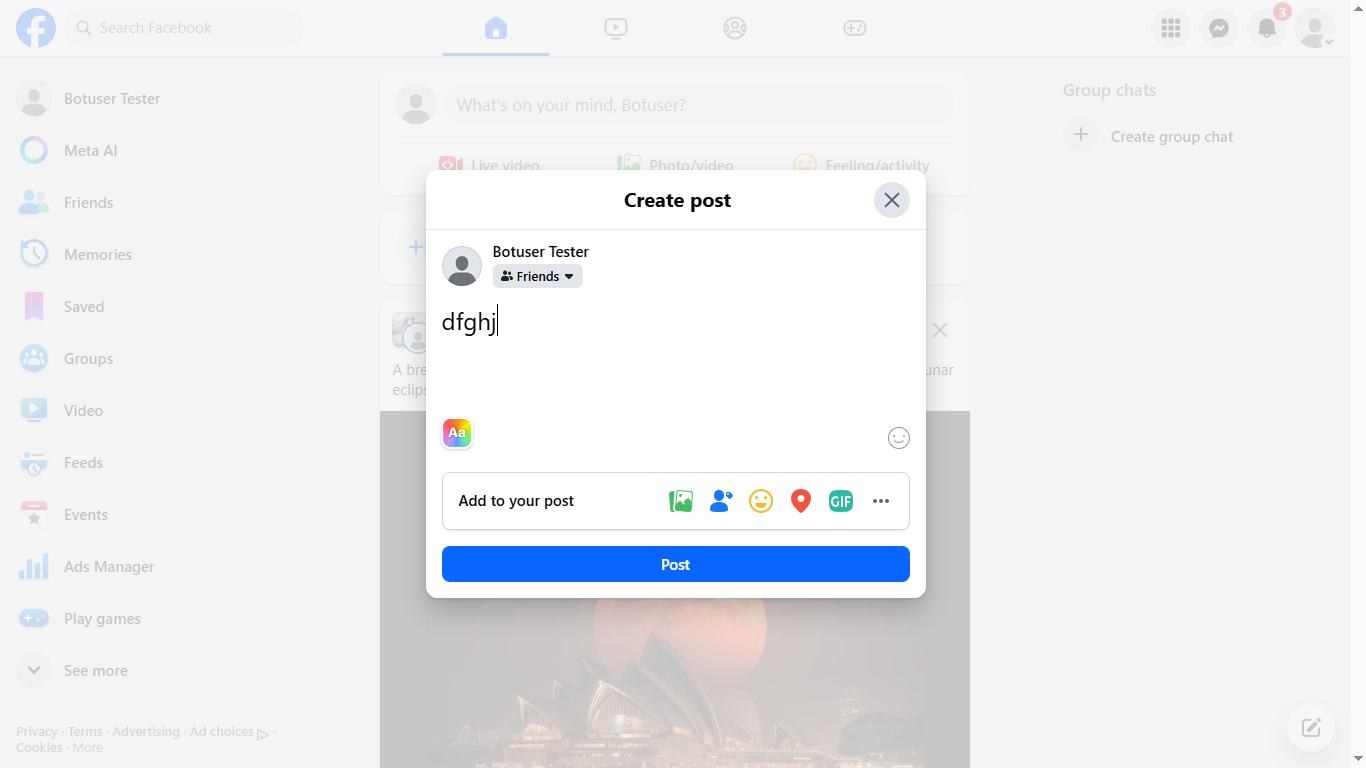 Search Facebook
3
Botuser Tester
Meta AI
Friends
Memories
Saved
Groups
Video
Feeds
Events
Ads Manager
Play games
See more
Privacy · Terms · Advertising · Ad choices ·
Cookies · More
What's on your mind, Botuser?
Live video
Photo/video
Feeling/activity
A bre
unar
eclips
Create post
Botuser Tester
Friends
dfghj
Aa
Add to your post
GIF
Post
Group chats
Create group chat